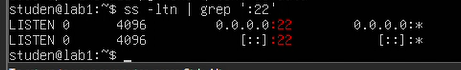 studen@lab1:~$ ss -ltn | grep ':22'
LISTEN 0      4096         0.0.0.0:22        0.0.0.0:*
LISTEN 0      4096            [::]:22           [::]:*
studen@lab1:~$ _